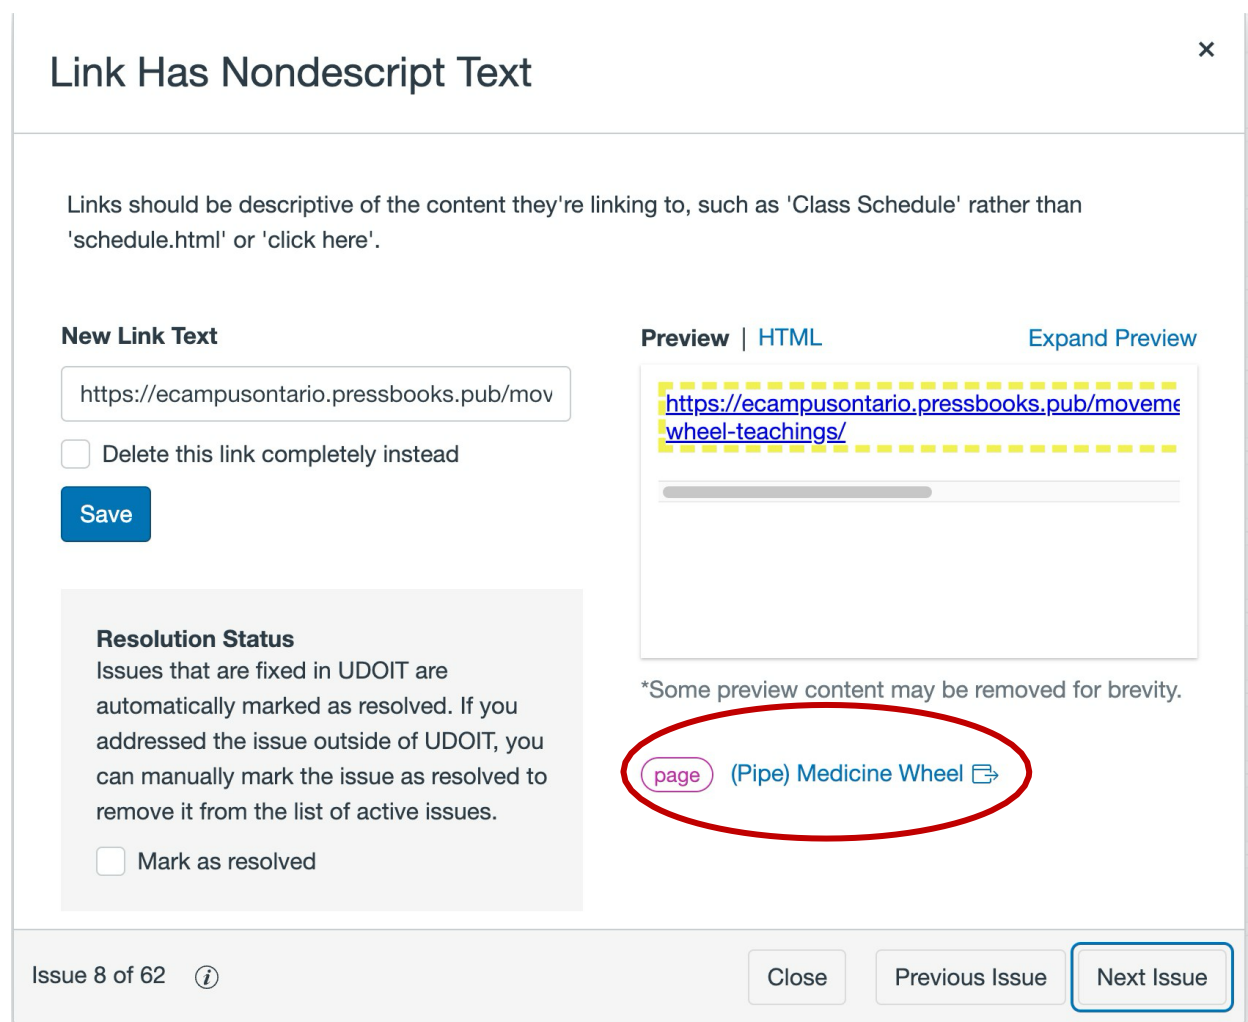 Link Has Nondescript Text
Links should be descriptive of the content they're linking to, such as 'Class Schedule' rather than
'schedule.html' or 'click here'.
New Link Text
https://ecampusontario.pressbooks.pub/mov
Delete this link completely instead
Save
Resolution Status
Issues that are fixed in UDOIT are
automatically marked as resolved. If you
addressed the issue outside of UDOIT, you
can manually mark the issue as resolved to
remove it from the list of active issues.
Mark as resolved
Preview | HTML
Expand Preview
https://ecampusontario.pressbooks.pub/moveme
wheel-teachings/
*Some preview content may be removed for brevity.
page (Pipe) Medicine Wheel
Issue 8 of 62
Close
Previous Issue
Next Issue